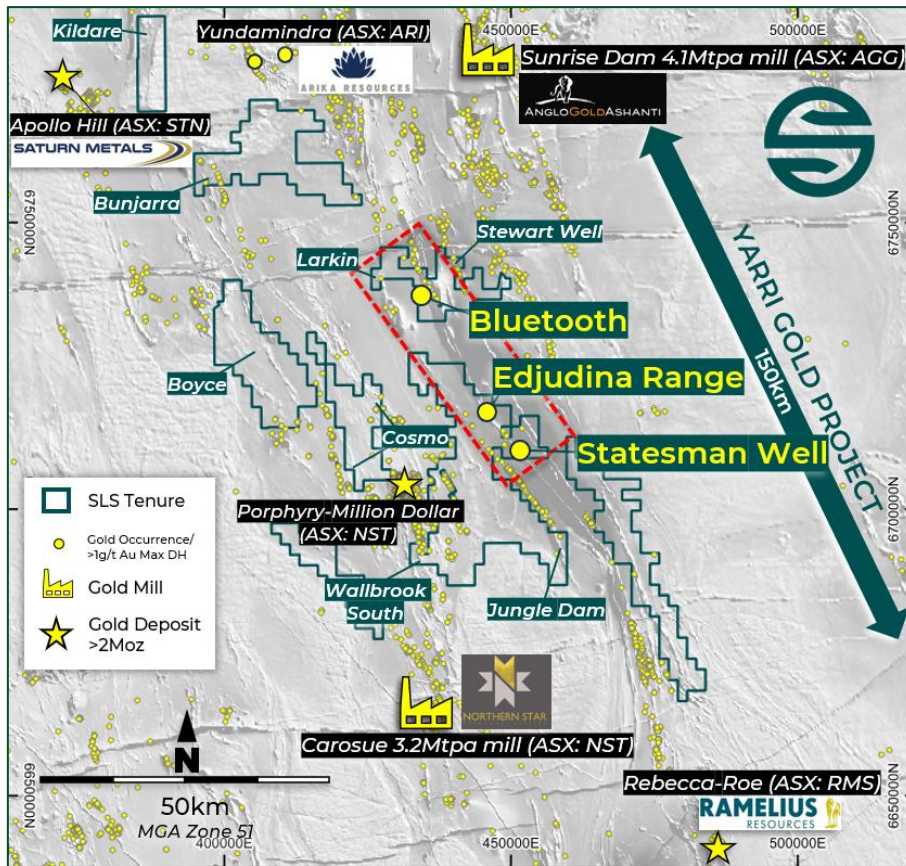 Kildare
Yundamindra (ASX: ARI)
ARIKA RESOURCES
450000E
500000E
Sunrise Dam 4.1Mtpa mill (ASX: AGG)
ANGLOGOLDASHANTI
Apollo Hill (ASX: STN)
SATURN METALS
Bunjarra
6750000N
6750000N
Stewart Well
Larkin
Bluetooth
YARRI GOLD PROJECT
150km
Boyce
Edjudina Range
Cosmo
Statesman Well
SLS Tenure
Gold Occurrence/
>1g/t Au Max DH
Gold Mill
Gold Deposit
>2Moz
Porphyry-Million Dollar
(ASX: NST)
6700000N
Wallbrook
South
Jungle Dam
NORTHERN STAR
Carosue 3.2Mtpa mill (ASX: NST)
N
50km
MGA Zone 51
Rebecca-Roe (ASX: RMS)
RAMELIUS
RESOURCES
6650000N
6650000N
400000E
450000E
500000E